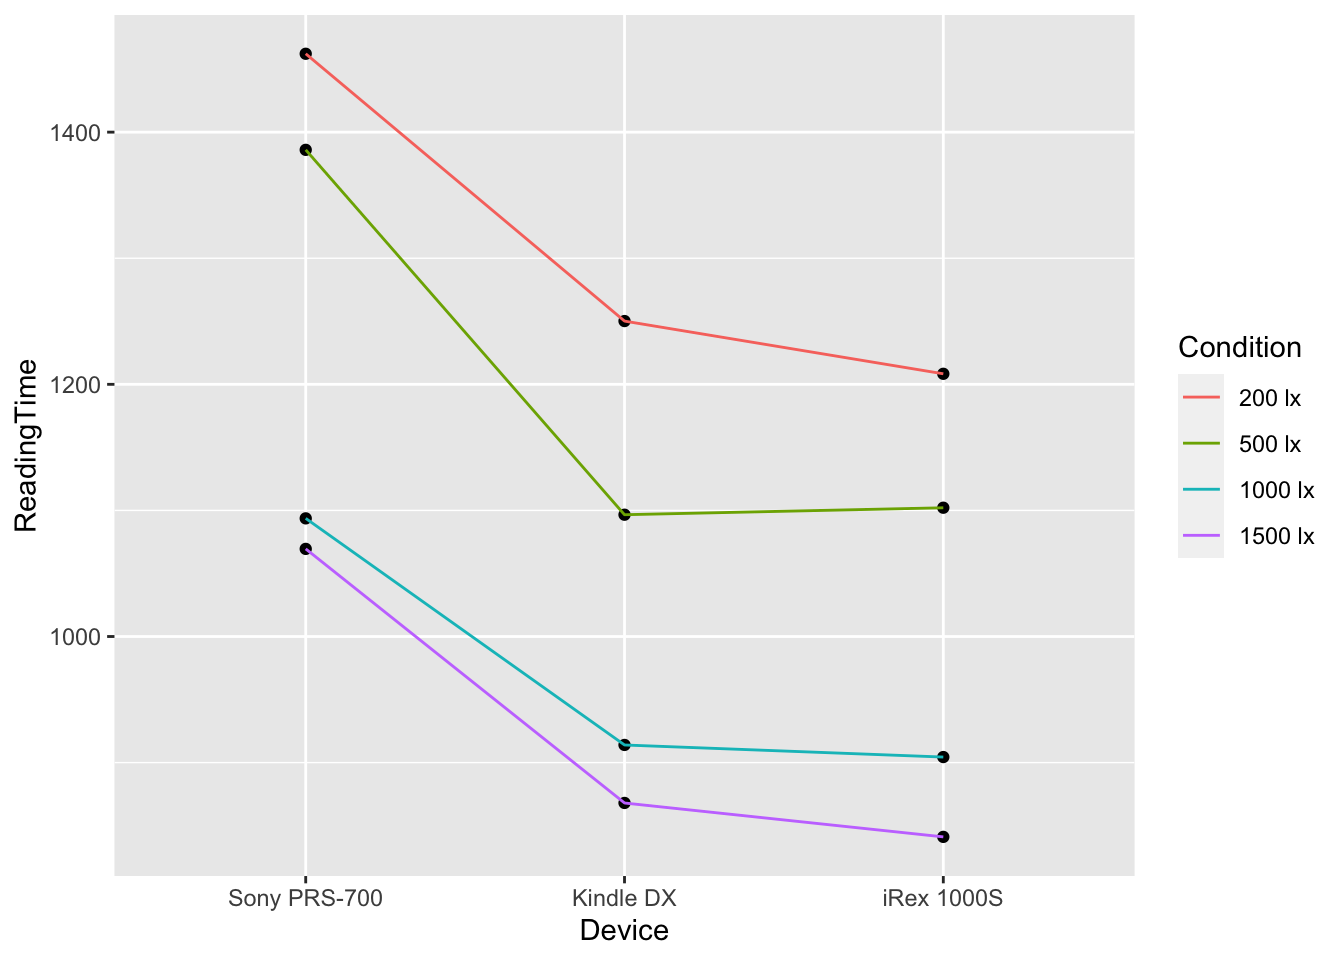 ReadingTime
1400
1200
1000
Sony PRS-700
Kindle DX
iRex 1000S
Device
Condition
200 lx
500 lx
1000 lx
1500 lx